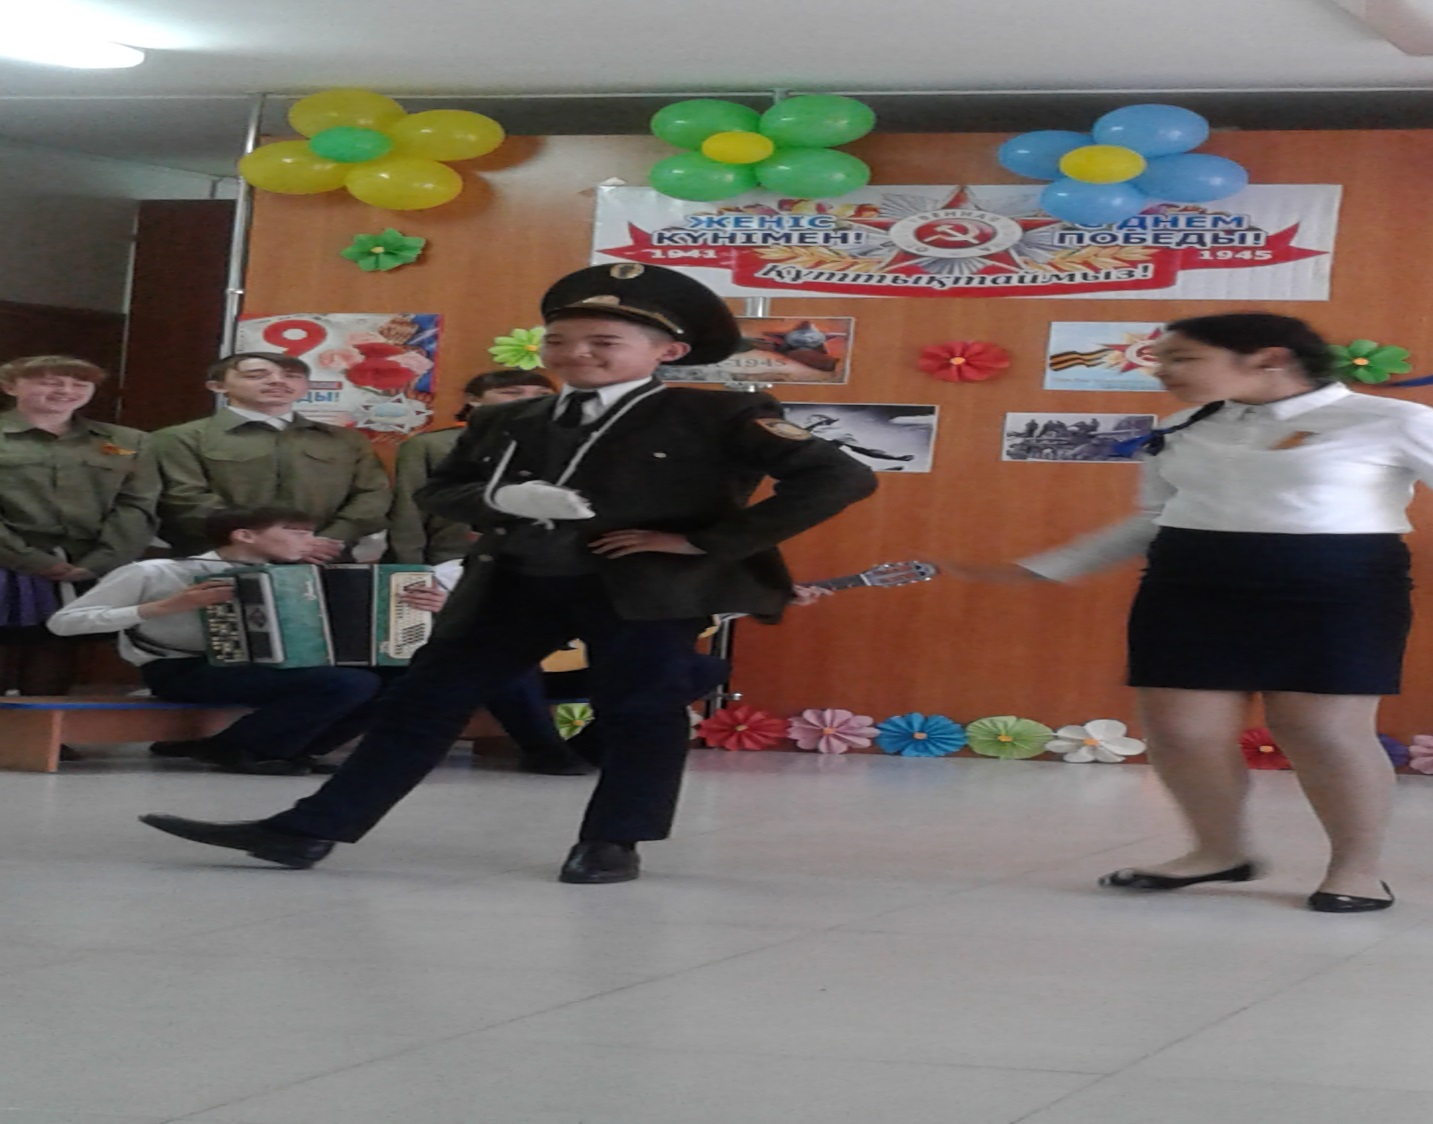 ЖЕҢІС
КҮНІМЕН!
1941
С ДНЕМ
ПОБЕДЫ!
1945
Құттықтаймыз!
9